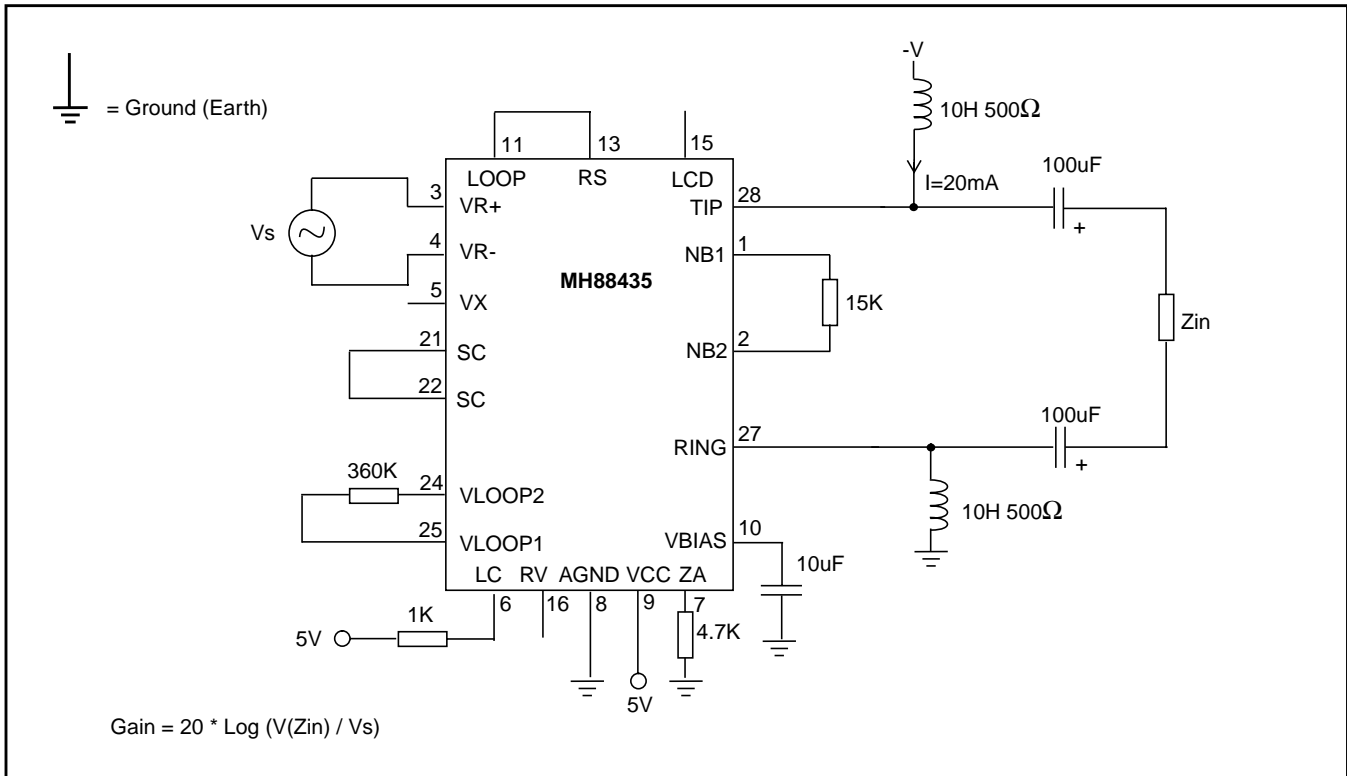 -V
= Ground (Earth)
10H 500Ω
11
13
15
100uF
I=20mA
LOOP
RS
LCD
3
VR+
TIP
28
+
Vs
4
VR-
NB1
1
MH88435
5
VX
15K
Zin
21
SC
NB2
2
22
SC
100uF
RING
27
+
360K
24
VLOOP2
10H 500Ω
25
VLOOP1
VBIAS
10
10uF
LC
RV
AGND
VCC
ZA
6
16
8
9
7
1K
4.7K
5V
5V
Gain = 20 * Log (V(Zin) / Vs)